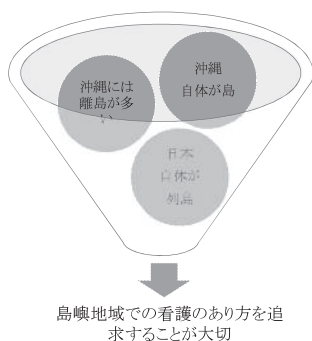 沖縄には
離島が多
い
沖縄
自体が島
日本
自体が
列島
島嶼地域での看護のあり方を追
求することが大切